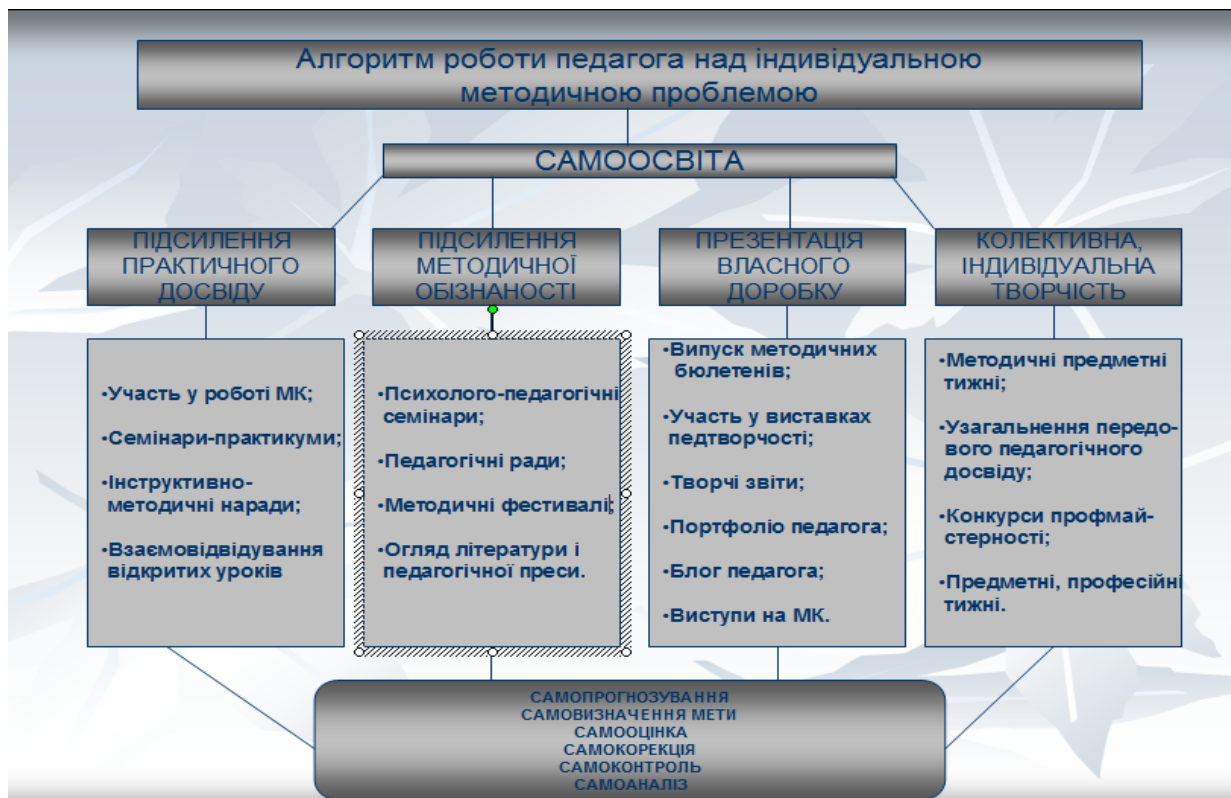 Алгоритм роботи педагога над індивідуальною
методичною проблемою
САМООСВІТА
ПІДСИЛЕННЯ
ПРАКТИЧНОГО
ДОСВІДУ
ПІДСИЛЕННЯ
МЕТОДИЧНОЇ
ОБІЗНАНОСТІ
ПРЕЗЕНТАЦІЯ
ВЛАСНОГО
ДОРОБКУ
КОЛЕКТИВНА,
ІНДИВІДУАЛЬНА
ТВОРЧІСТЬ
•Участь у роботі МК;
•Семінари-практикуми;
•Інструктивно-
методичні наради;
•Взаємовідвідування
відкритих уроків
•Психолого-педагогічні
семінари;
•Педагогічні ради;
•Методичні фестивалі;
•Огляд літератури і
педагогічної преси.
•Випуск методичних
бюлетенів;
•Участь у виставках
педтворчості;
•Творчі звіти;
•Портфоліо педагога;
•Блог педагога;
•Виступи на МК.
•Методичні предметні
тижні;
•Узагальнення передо-
вого педагогічного
досвіду;
•Конкурси профмай-
стерності;
•Предметні, професійні
тижні.
САМОПРОГНОЗУВАННЯ
САМОВИЗНАЧЕННЯ МЕТИ
САМООЦІНКА
САМОКОРЕКЦІЯ
САМОКОНТРОЛЬ
САМОАНАЛІЗ